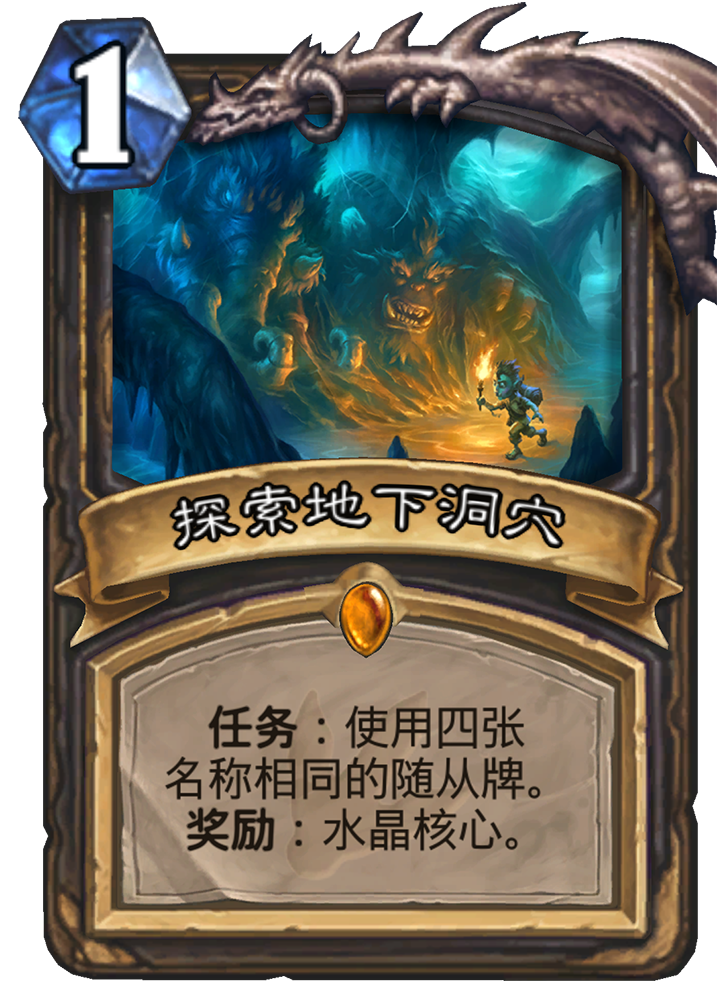 1
探索地下洞穴
任务：使用四张
名称相同的随从牌。
奖励：水晶核心。